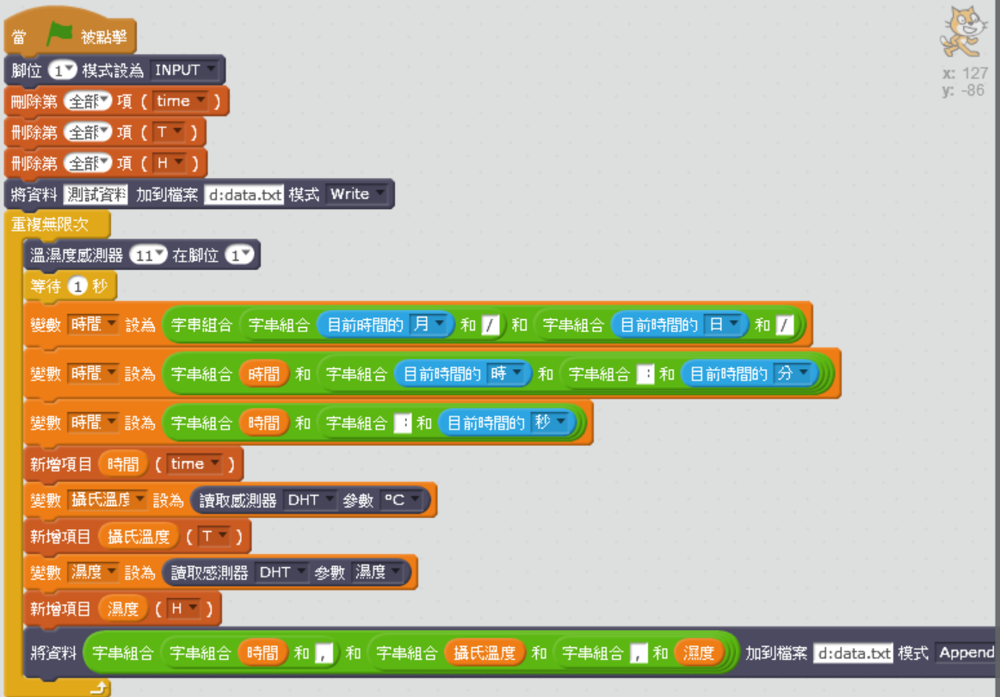 當 被點擊
x: 127
y: -86
腳位 1 模式設為 INPUT
刪除第 全部 項 ( time )
刪除第 全部 項 ( T )
刪除第 全部 項 ( H )
將資料 測試資料 加到檔案 d:data.txt 模式 Write
重複無限次
溫濕度感測器 11 在腳位 1
等待 1 秒
變數 時間 設為 字串組合 字串組合 目前時間的 月 和 / 和 字串組合 目前時間的 日 和 /
變數 時間 設為 字串組合 時間 和 字串組合 目前時間的 時 和 字串組合 : 和 目前時間的 分
變數 時間 設為 字串組合 時間 和 字串組合 : 和 目前時間的 秒
新增項目 時間 ( time )
變數 攝氏溫度 設為 讀取感測器 DHT 參數 °C
新增項目 攝氏溫度 ( T )
變數 濕度 設為 讀取感測器 DHT 參數 濕度
新增項目 濕度 ( H )
將資料 字串組合 字串組合 時間 和 , 和 字串組合 攝氏溫度 和 字串組合 , 和 濕度 加到檔案 d:data.txt 模式 Append